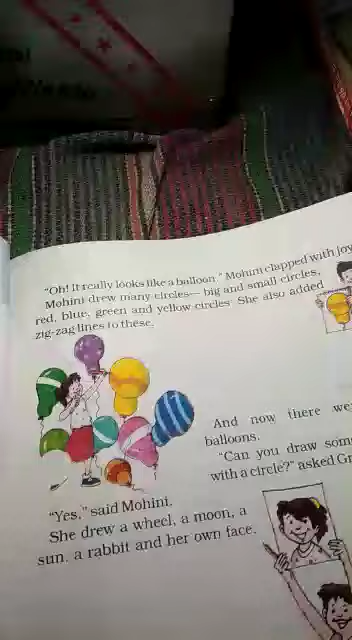 "Oh! It really looks like a balloon." Mohini clapped with joy
Mohini drew many circles— big and small circles,
red, blue, green and yellow circles. She also added
zig-zag lines to these.
And now there we
balloons.
"Can you draw som
with a circle?" asked Gr
"Yes," said Mohini.
She drew a wheel, a moon, a
sun, a rabbit and her own face.